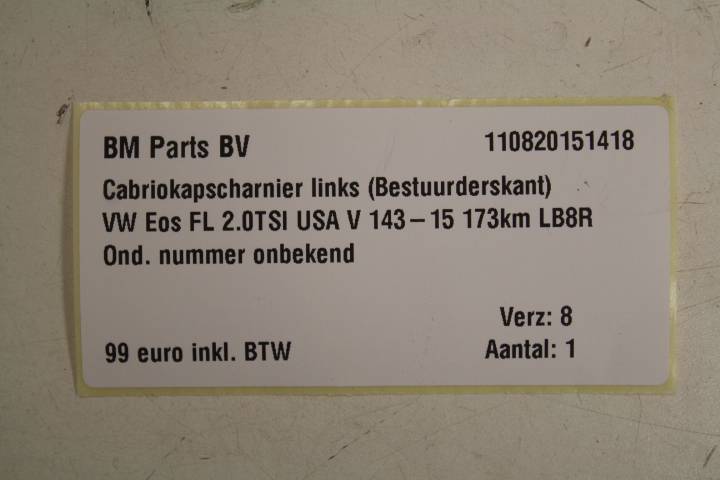 BM Parts BV 110820151418
Cabriokapscharnier links (Bestuurderskant)
VW Eos FL 2.0TSI USA V 143-15 173km LB8R
Ond. nummer onbekend
Verz: 8
99 euro inkl. BTW Aantal: 1